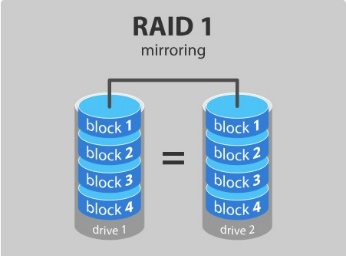 RAID 1
mirroring
block 1
block 2
block 3
block 4
drive 1
=
block 1
block 2
block 3
block 4
drive 2